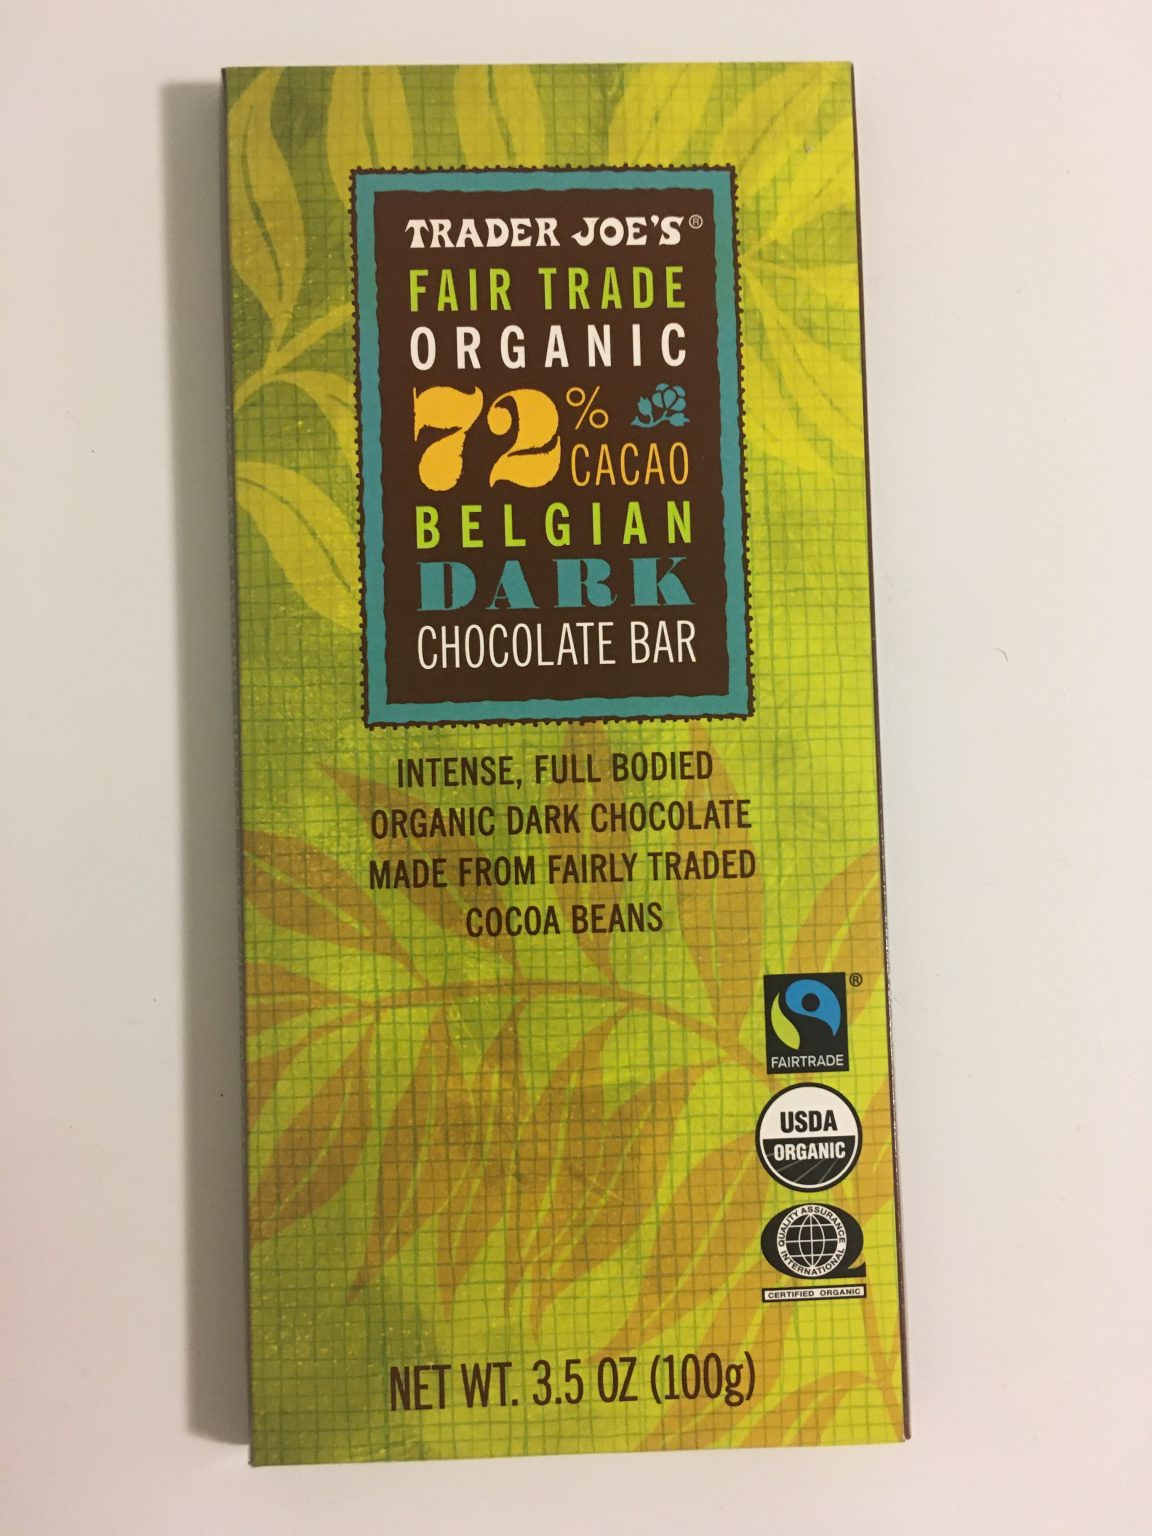 TRADER JOE'S®
FAIR TRADE
ORGANIC
72%
CACAO
BELGIAN
DARK
CHOCOLATE BAR
INTENSE, FULL BODIED
ORGANIC DARK CHOCOLATE
MADE FROM FAIRLY TRADED
COCOA BEANS
®
FAIRTRADE
USDA
ORGANIC
QUALITY ASSURANCE
INTERNATIONAL
CERTIFIED ORGANIC
NET WT. 3.5 OZ (100g)